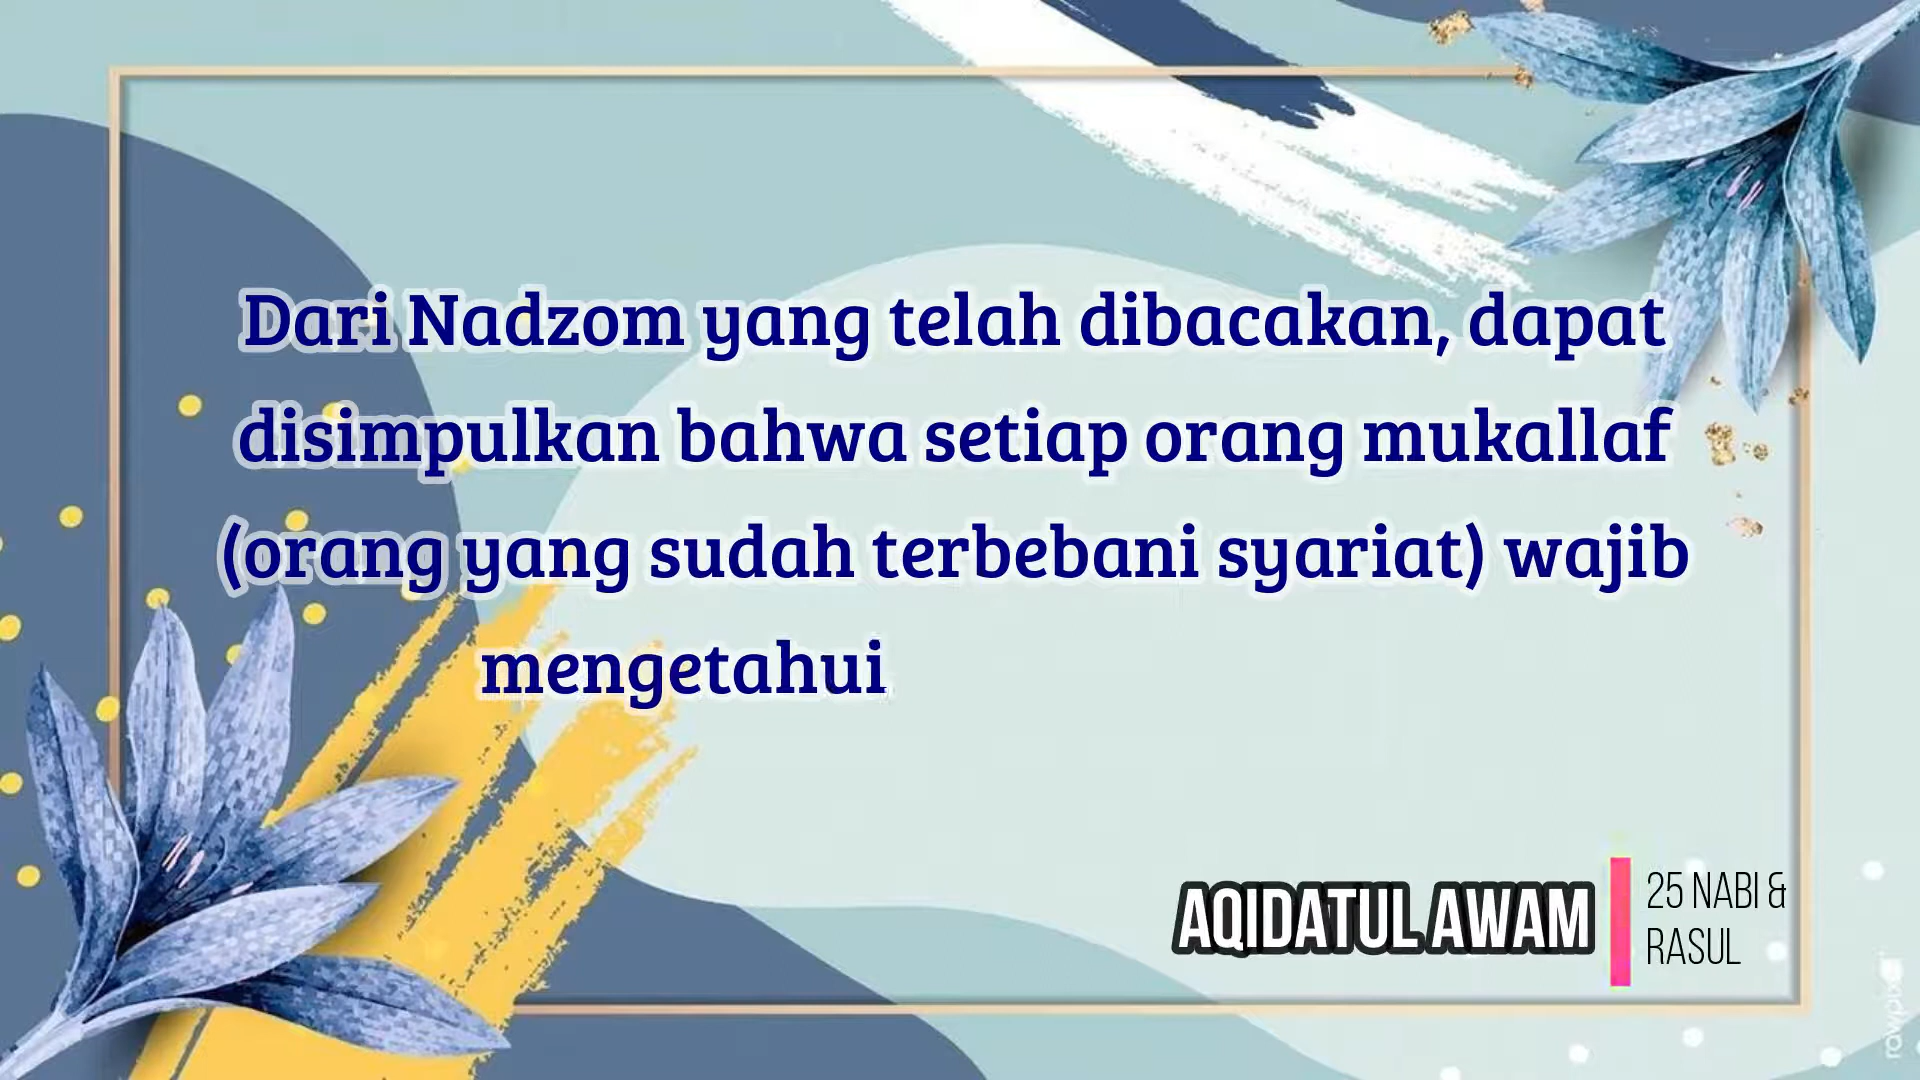 Dari Nadzom yang telah dibacakan, dapat
disimpulkan bahwa setiap orang mukallaf
(orang yang sudah terbebani syariat) wajib
mengetahui
AQIDATUL AWAM
25 NABI &
RASUL
rawpixel